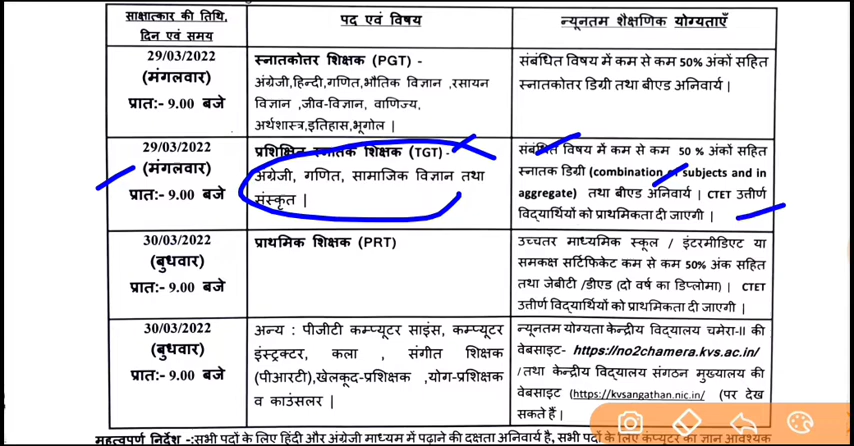 साक्षात्कार की तिथि,
दिन एवं समय
पद एवं विषय
न्यूनतम शैक्षणिक योग्यताएँ
29/03/2022
(मंगलवार)
प्रात:- 9.00 बजे
स्नातकोत्तर शिक्षक (PGT) -
अंग्रेजी,हिन्दी,गणित,भौतिक विज्ञान ,रसायन
विज्ञान ,जीव-विज्ञान, वाणिज्य,
अर्थशास्त्र,इतिहास,भूगोल |
संबंधित विषय में कम से कम 50% अंकों सहित
स्नातकोत्तर डिग्री तथा बीएड अनिवार्य |
29/03/2022
(मंगलवार)
प्रात:- 9.00 बजे
प्रशिक्षित स्नातक शिक्षक (TGT) -
अंग्रेजी, गणित, सामाजिक विज्ञान तथा
संस्कृत |
संबंधित विषय में कम से कम 50 % अंकों सहित
स्नातक डिग्री (combination of subjects and in
aggregate) तथा बीएड अनिवार्य | CTET उत्तीर्ण
विद्यार्थियों को प्राथमिकता दी जाएगी |
30/03/2022
(बुधवार)
प्रात:- 9.00 बजे
प्राथमिक शिक्षक (PRT)
उच्चतर माध्यमिक स्कूल / इंटरमीडिएट या
समकक्ष सर्टिफिकेट कम से कम 50% अंक सहित
तथा जेबीटी /डीएड (दो वर्ष का डिप्लोमा) | CTET
उत्तीर्ण विद्यार्थियों को प्राथमिकता दी जाएगी |
30/03/2022
(बुधवार)
प्रात:- 9.00 बजे
अन्य : पीजीटी कम्प्यूटर साइंस, कम्प्यूटर
इंस्ट्रक्टर, कला , संगीत शिक्षक
(पीआरटी),खेलकूद-प्रशिक्षक ,योग-प्रशिक्षक
व काउंसलर |
न्यूनतम योग्यता केन्द्रीय विद्यालय चमेरा-II की
वेबसाइट- https://no2chamera.kvs.ac.in/
/तथा केन्द्रीय विद्यालय संगठन मुख्यालय की
वेबसाइट (https://kvsangathan.nic.in/ (पर देख
सकते हैं |
महत्वपूर्ण निर्देश -:सभी पदों के लिए हिंदी और अंग्रेजी माध्यम में पढ़ाने की दक्षता अनिवार्य है, सभी पदों के लिए कंप्यूटर का ज्ञान आवश्यक